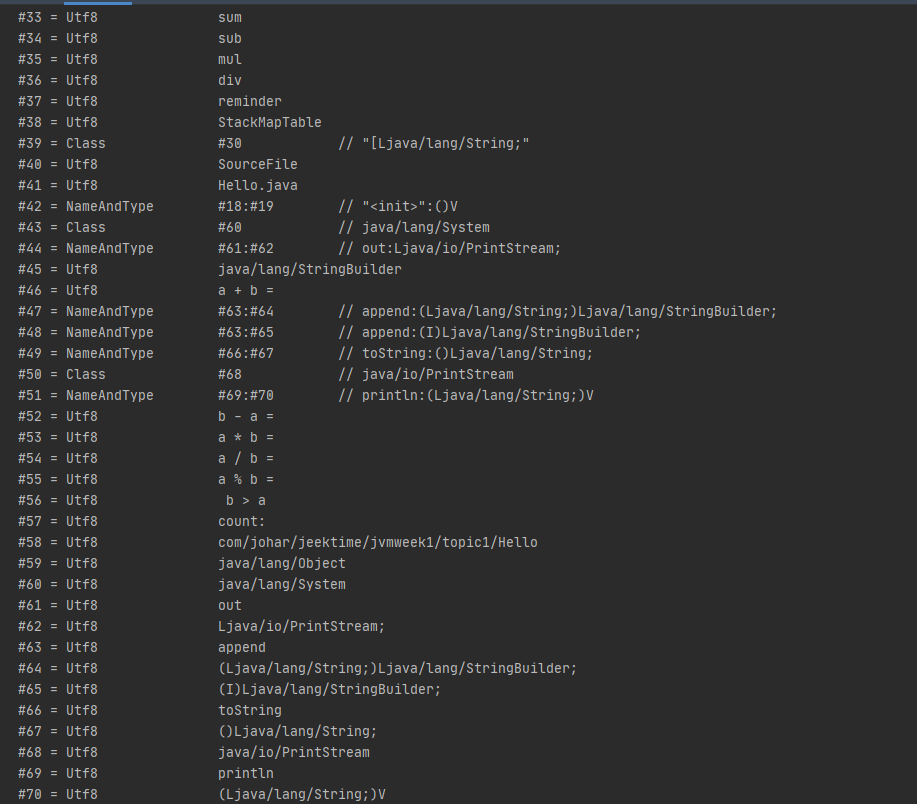 #33 = Utf8               sum
#34 = Utf8               sub
#35 = Utf8               mul
#36 = Utf8               div
#37 = Utf8               reminder
#38 = Utf8               StackMapTable
#39 = Class              #30            // "[Ljava/lang/String;"
#40 = Utf8               SourceFile
#41 = Utf8               Hello.java
#42 = NameAndType        #18:#19        // "<init>":()V
#43 = Class              #60            // java/lang/System
#44 = NameAndType        #61:#62        // out:Ljava/io/PrintStream;
#45 = Utf8               java/lang/StringBuilder
#46 = Utf8               a + b =
#47 = NameAndType        #63:#64        // append:(Ljava/lang/String;)Ljava/lang/StringBuilder;
#48 = NameAndType        #63:#65        // append:(I)Ljava/lang/StringBuilder;
#49 = NameAndType        #66:#67        // toString:()Ljava/lang/String;
#50 = Class              #68            // java/io/PrintStream
#51 = NameAndType        #69:#70        // println:(Ljava/lang/String;)V
#52 = Utf8               b - a =
#53 = Utf8               a * b =
#54 = Utf8               a / b =
#55 = Utf8               a % b =
#56 = Utf8                b > a
#57 = Utf8               count:
#58 = Utf8               com/johar/jeektime/jvmweek1/topic1/Hello
#59 = Utf8               java/lang/Object
#60 = Utf8               java/lang/System
#61 = Utf8               out
#62 = Utf8               Ljava/io/PrintStream;
#63 = Utf8               append
#64 = Utf8               (Ljava/lang/String;)Ljava/lang/StringBuilder;
#65 = Utf8               (I)Ljava/lang/StringBuilder;
#66 = Utf8               toString
#67 = Utf8               ()Ljava/lang/String;
#68 = Utf8               java/io/PrintStream
#69 = Utf8               println
#70 = Utf8               (Ljava/lang/String;)V